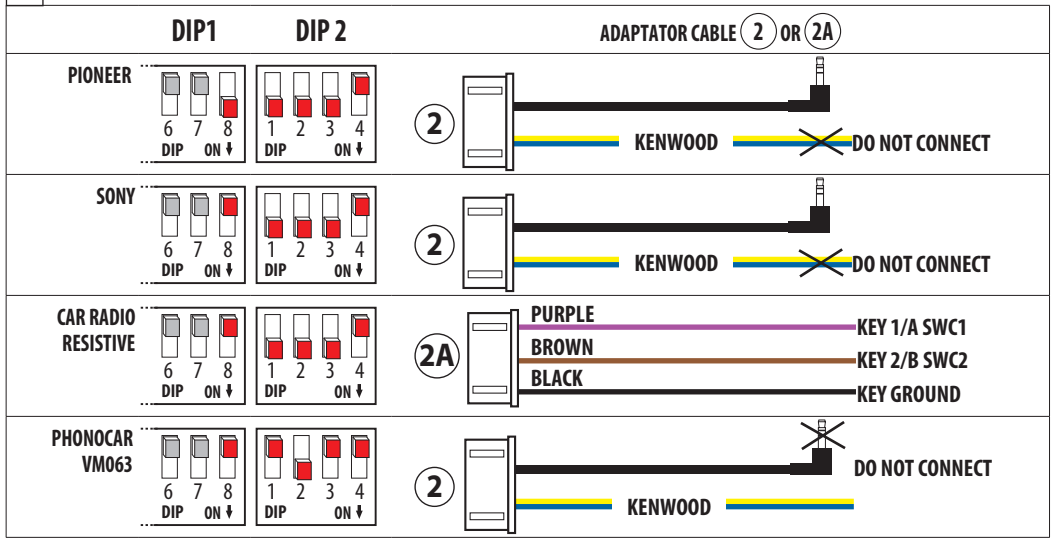 DIP1 DIP 2 ADAPTATOR CABLE 2 OR 2A
PIONEER
6 7 8 1 2 3 4
DIP ON DIP ON
2
KENWOOD DO NOT CONNECT
SONY
6 7 8 1 2 3 4
DIP ON DIP ON
2
KENWOOD DO NOT CONNECT
CAR RADIO
RESISTIVE
6 7 8 1 2 3 4
DIP ON DIP ON
2A
PURPLE KEY 1/A SWC1
BROWN KEY 2/B SWC2
BLACK KEY GROUND
PHONOCAR
VM063
6 7 8 1 2 3 4
DIP ON DIP ON
2
DO NOT CONNECT
KENWOOD